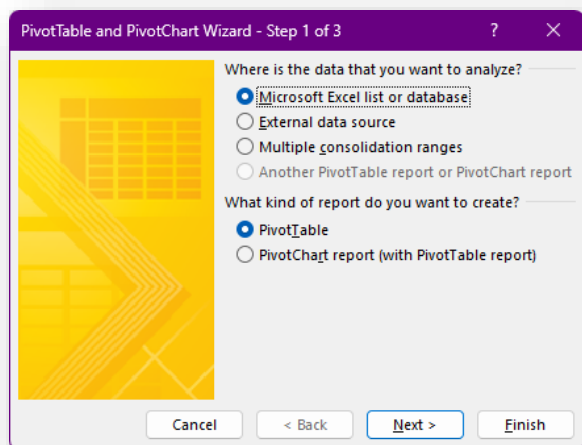 PivotTable and PivotChart Wizard - Step 1 of 3
Where is the data that you want to analyze?
Microsoft Excel list or database
External data source
Multiple consolidation ranges
Another PivotTable report or PivotChart report
What kind of report do you want to create?
PivotTable
PivotChart report (with PivotTable report)
Cancel < Back Next > Finish